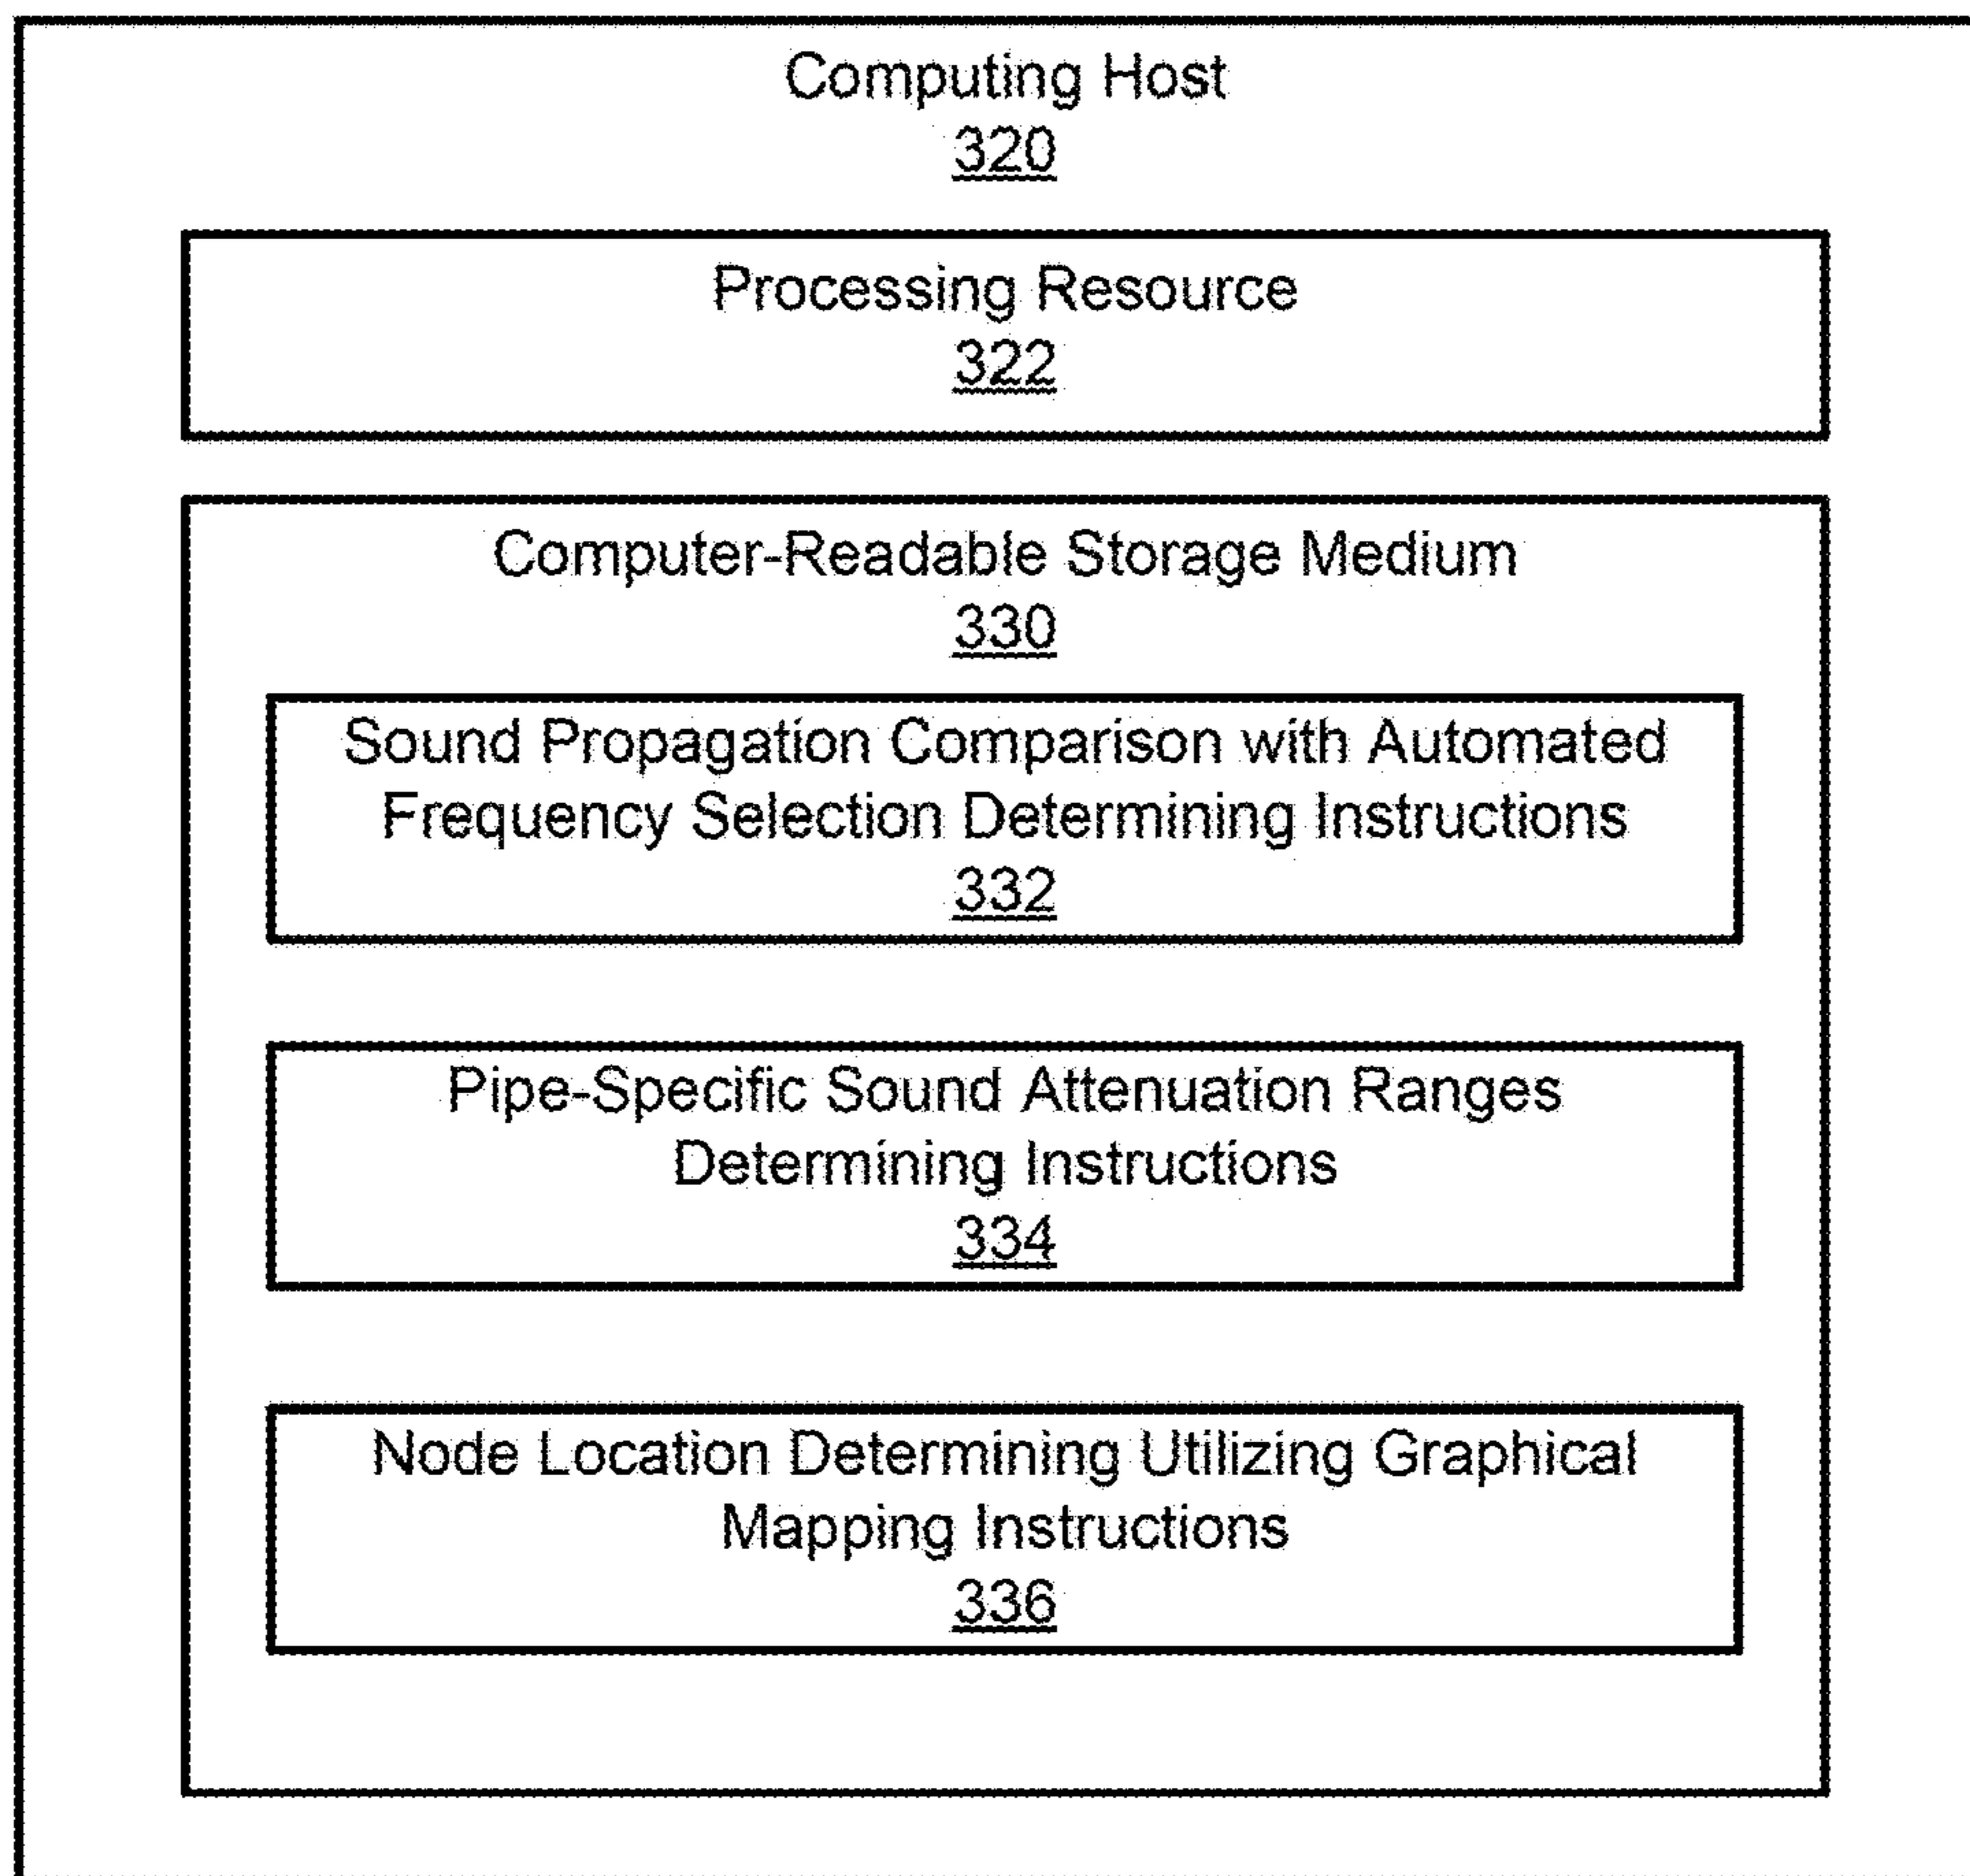 Computing Host
320
Processing Resource
322
Computer-Readable Storage Medium
330
Sound Propagation Comparison with Automated
Frequency Selection Determining Instructions
332
Pipe-Specific Sound Attenuation Ranges
Determining Instructions
334
Node Location Determining Utilizing Graphical
Mapping Instructions
336